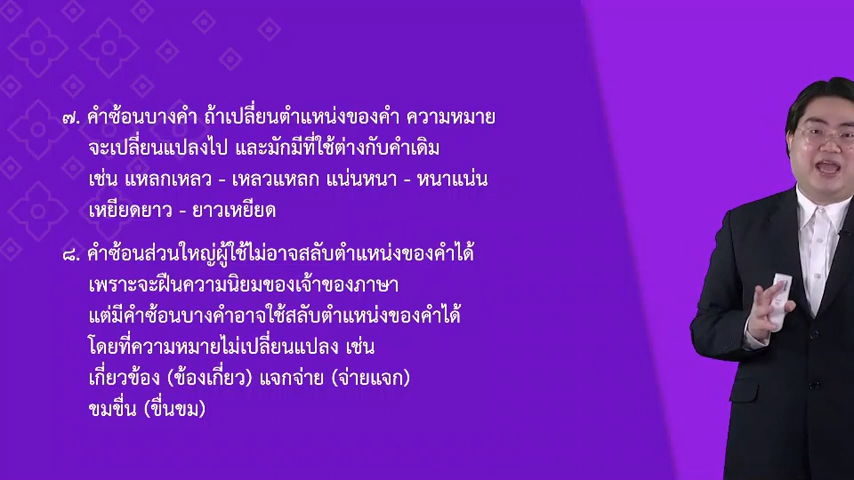 ๗. คำซ้อนบางคำ ถ้าเปลี่ยนตำแหน่งของคำ ความหมาย
จะเปลี่ยนแปลงไป และมักมีที่ใช้ต่างกับคำเดิม
เช่น แหลกเหลว - เหลวแหลก แน่นหนา - หนาแน่น
เหยียดยาว - ยาวเหยียด
๘. คำซ้อนส่วนใหญ่ผู้ใช้ไม่อาจสลับตำแหน่งของคำได้
เพราะจะฝืนความนิยมของเจ้าของภาษา
แต่มีคำซ้อนบางคำอาจใช้สลับตำแหน่งของคำได้
โดยที่ความหมายไม่เปลี่ยนแปลง เช่น
เกี่ยวข้อง (ข้องเกี่ยว) แจกจ่าย (จ่ายแจก)
ขมขื่น (ขื่นขม)